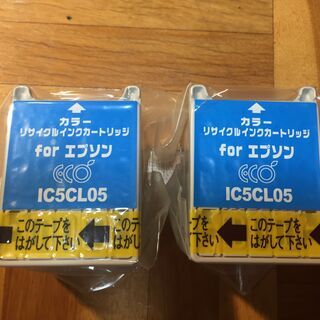 カラー
リサイクルインクカートリッジ
for エプソン
eco
IC5CL05
このテープを
はがして下さい
カラー
リサイクルインクカートリッジ
for エプソン
eco
IC5CL05
このテープを
はがして下さい